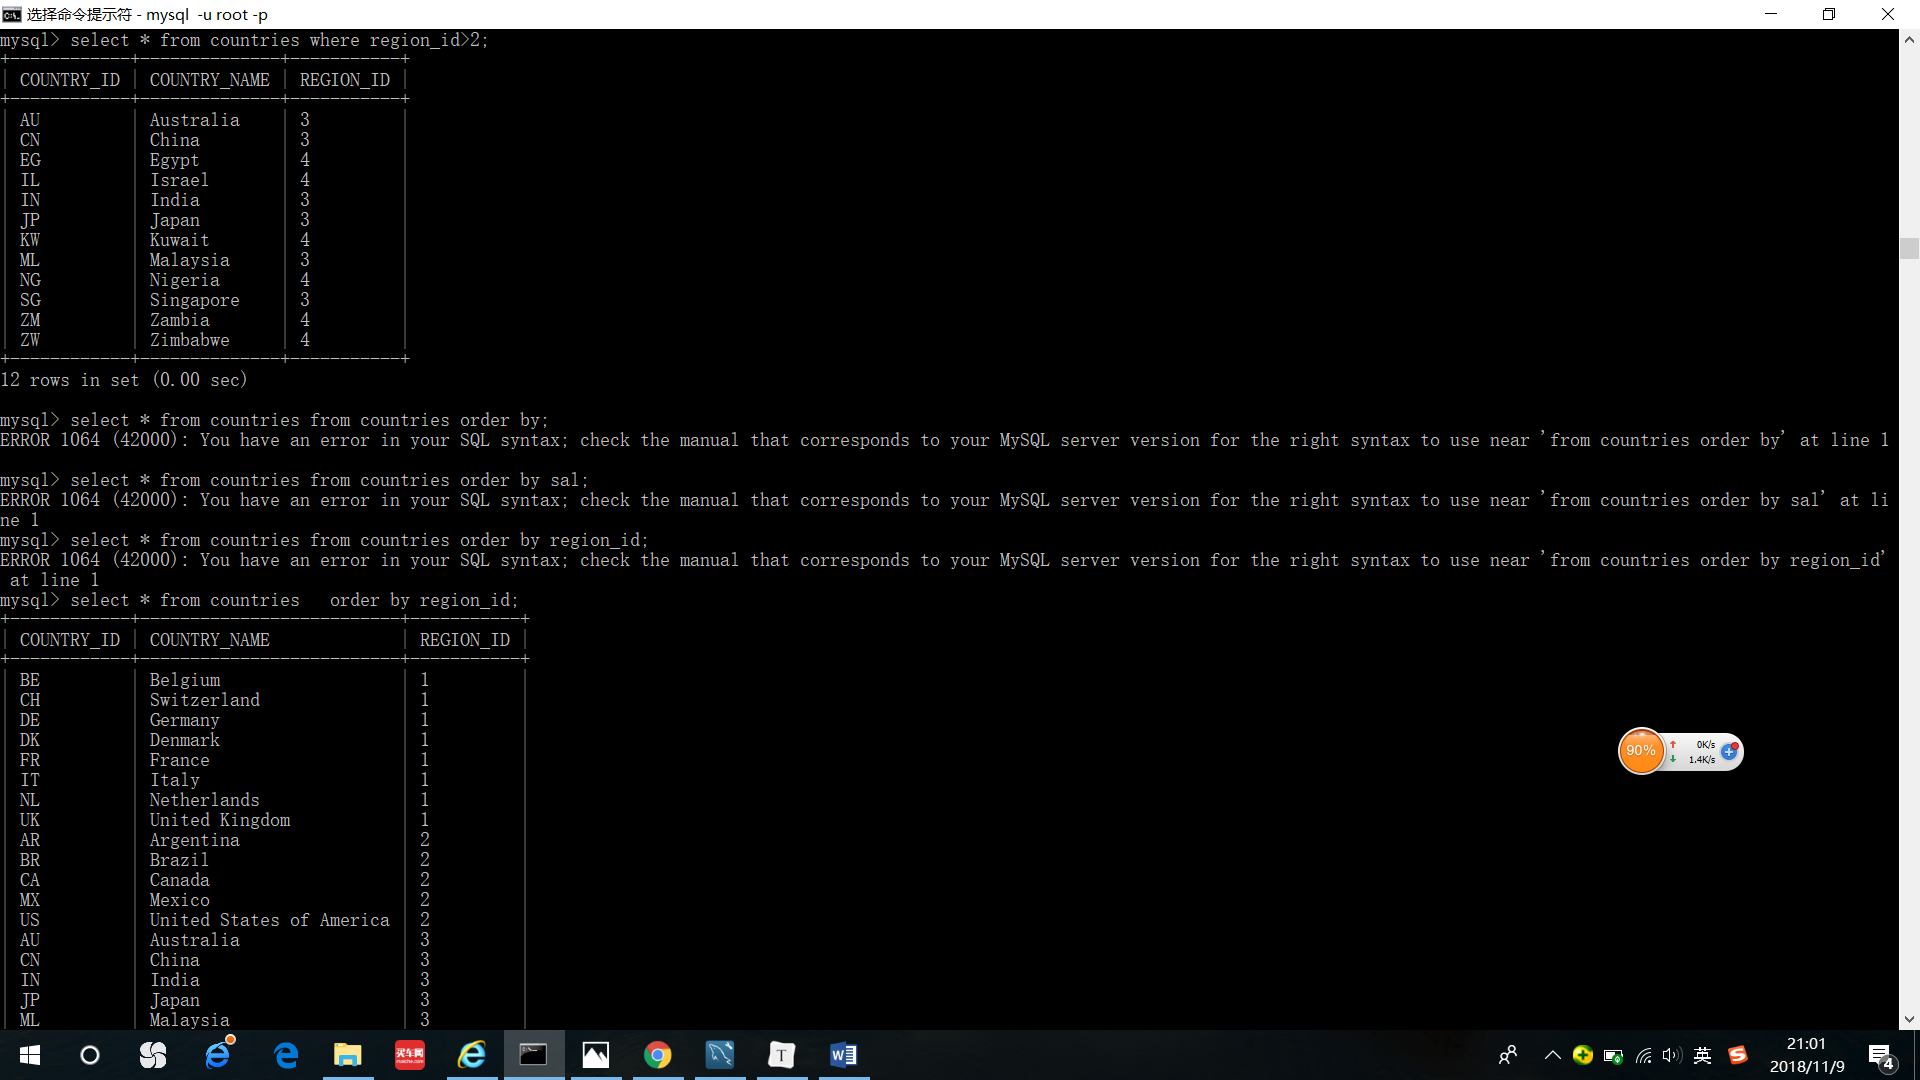 选择命令提示符 - mysql  -u root -p
mysql> select * from countries where region_id>2;
+------------+--------------+-----------+
| COUNTRY_ID | COUNTRY_NAME | REGION_ID |
+------------+--------------+-----------+
| AU         | Australia    | 3         |
| CN         | China        | 3         |
| EG         | Egypt        | 4         |
| IL         | Israel       | 4         |
| IN         | India        | 3         |
| JP         | Japan        | 3         |
| KW         | Kuwait       | 4         |
| ML         | Malaysia     | 3         |
| NG         | Nigeria      | 4         |
| SG         | Singapore    | 3         |
| ZM         | Zambia       | 4         |
| ZW         | Zimbabwe     | 4         |
+------------+--------------+-----------+
12 rows in set (0.00 sec)
mysql> select * from countries from countries order by;
ERROR 1064 (42000): You have an error in your SQL syntax; check the manual that corresponds to your MySQL server version for the right syntax to use near 'from countries order by' at line 1
mysql> select * from countries from countries order by sal;
ERROR 1064 (42000): You have an error in your SQL syntax; check the manual that corresponds to your MySQL server version for the right syntax to use near 'from countries order by sal' at li
ne 1
mysql> select * from countries from countries order by region_id;
ERROR 1064 (42000): You have an error in your SQL syntax; check the manual that corresponds to your MySQL server version for the right syntax to use near 'from countries order by region_id'
 at line 1
mysql> select * from countries   order by region_id;
+------------+--------------------------+-----------+
| COUNTRY_ID | COUNTRY_NAME             | REGION_ID |
+------------+--------------------------+-----------+
| BE         | Belgium                  | 1         |
| CH         | Switzerland              | 1         |
| DE         | Germany                  | 1         |
| DK         | Denmark                  | 1         |
| FR         | France                   | 1         |
| IT         | Italy                    | 1         |
| NL         | Netherlands              | 1         |
| UK         | United Kingdom           | 1         |
| AR         | Argentina                | 2         |
| BR         | Brazil                   | 2         |
| CA         | Canada                   | 2         |
| MX         | Mexico                   | 2         |
| US         | United States of America | 2         |
| AU         | Australia                | 3         |
| CN         | China                    | 3         |
| IN         | India                    | 3         |
| JP         | Japan                    | 3         |
| ML         | Malaysia                 | 3         |
90%
0K/s
1.4K/s
买车网
maiche.com
T
英
21:01
2018/11/9
4